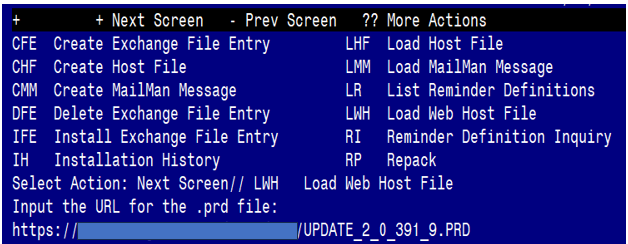 + + Next Screen - Prev Screen ?? More Actions
CFE Create Exchange File Entry LHF Load Host File
CHF Create Host File LMM Load MailMan Message
CMM Create MailMan Message LR List Reminder Definitions
DFE Delete Exchange File Entry LWH Load Web Host File
IFE Install Exchange File Entry RI Reminder Definition Inquiry
IH Installation History RP Repack
Select Action: Next Screen// LWH Load Web Host File
Input the URL for the .prd file:
https:// /UPDATE_2_0_391_9.PRD